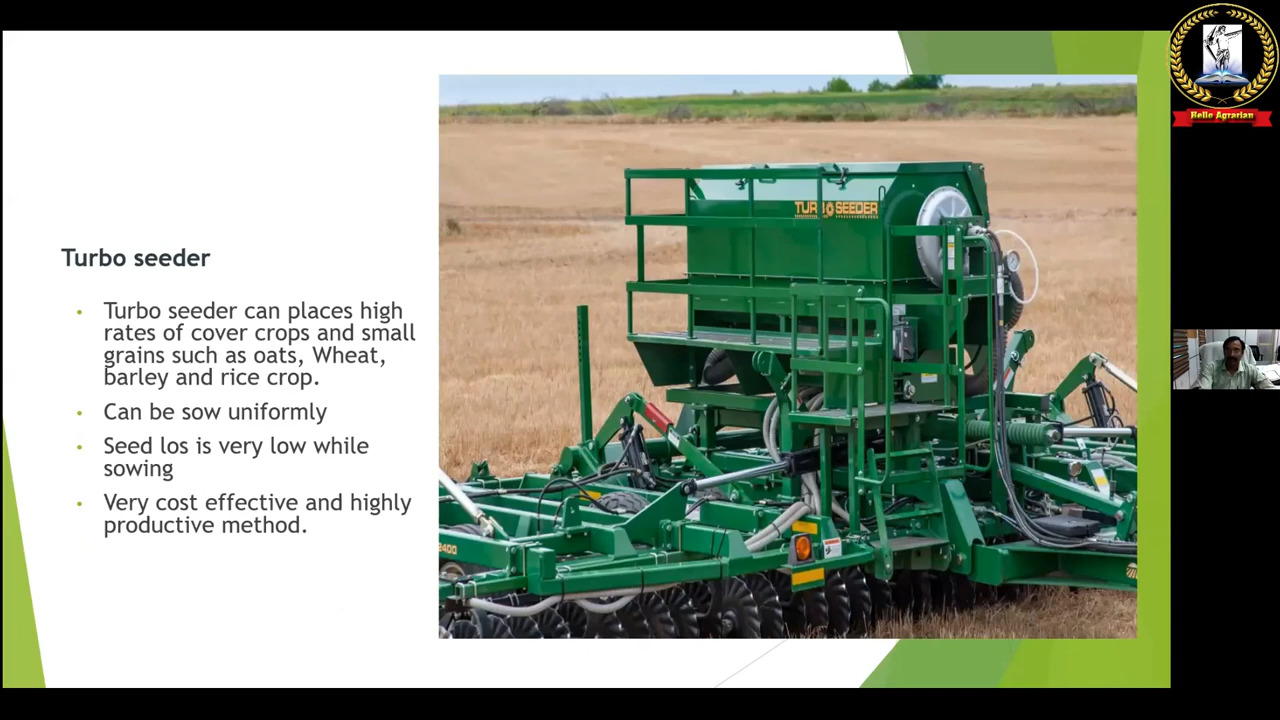 Hello Agrarian
TURBO SEEDER
Turbo seeder
Turbo seeder can places high
rates of cover crops and small
grains such as oats, Wheat,
barley and rice crop.
Can be sow uniformly
Seed los is very low while
sowing
Very cost effective and highly
productive method.